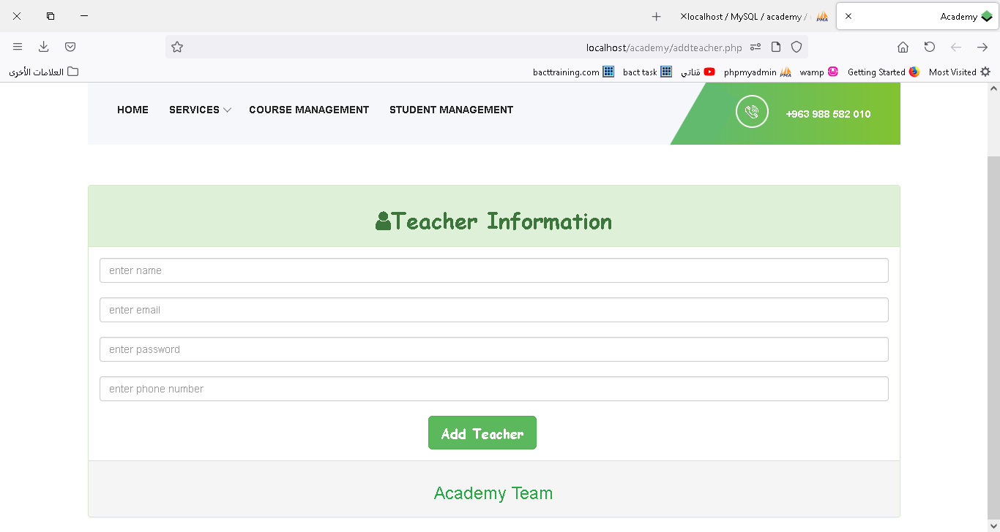 Academy
localhost / MySQL / academy /
localhost/academy/addteacher.php
Most Visited
Getting Started
wamp
phpmyadmin
قناتي
bact task
bacttraining.com
العلامات الأخرى
HOME SERVICES COURSE MANAGEMENT STUDENT MANAGEMENT
+963 988 582 010
Teacher Information
enter name
enter email
enter password
enter phone number
Add Teacher
Academy Team